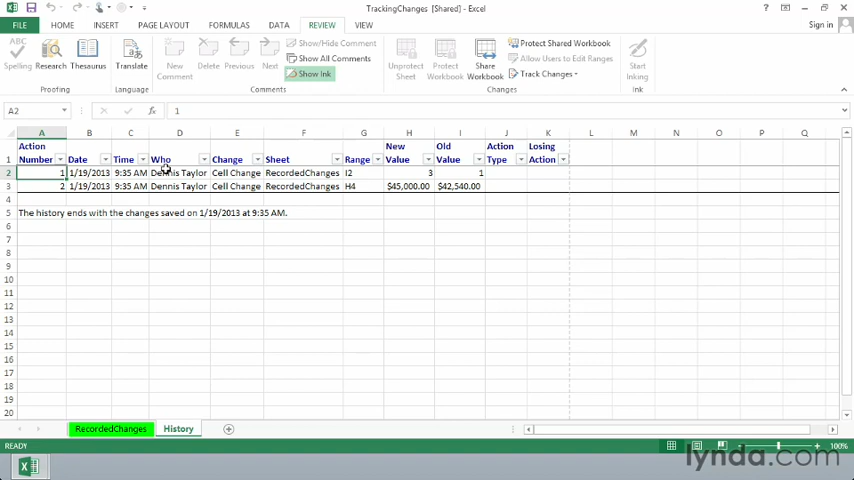 TrackingChanges [Shared] - Excel
Sign in
FILE HOME INSERT PAGE LAYOUT FORMULAS DATA REVIEW VIEW
ABC
Spelling Research Thesaurus
Proofing
Translate
Language
New Comment Delete Previous Next
Show/Hide Comment
Show All Comments
Show Ink
Comments
Unprotect Sheet Protect Workbook Share Workbook
Protect Shared Workbook
Allow Users to Edit Ranges
Track Changes
Changes
Start Inking
Ink
A2 fx 1
A B C D E F G H I J K L M N O P Q
Action New Old Action Losing
1 Number Date Time Who Change Sheet Range Value Value Type Action
2 1 1/19/2013 9:35 AM Dennis Taylor Cell Change RecordedChanges I2 3 1
3 2 1/19/2013 9:35 AM Dennis Taylor Cell Change RecordedChanges H4 $45,000.00 $42,540.00
4
5 The history ends with the changes saved on 1/19/2013 at 9:35 AM.
6
7
8
9
10
11
12
13
14
15
16
17
18
19
20
RecordedChanges History
READY 100%
lynda.com